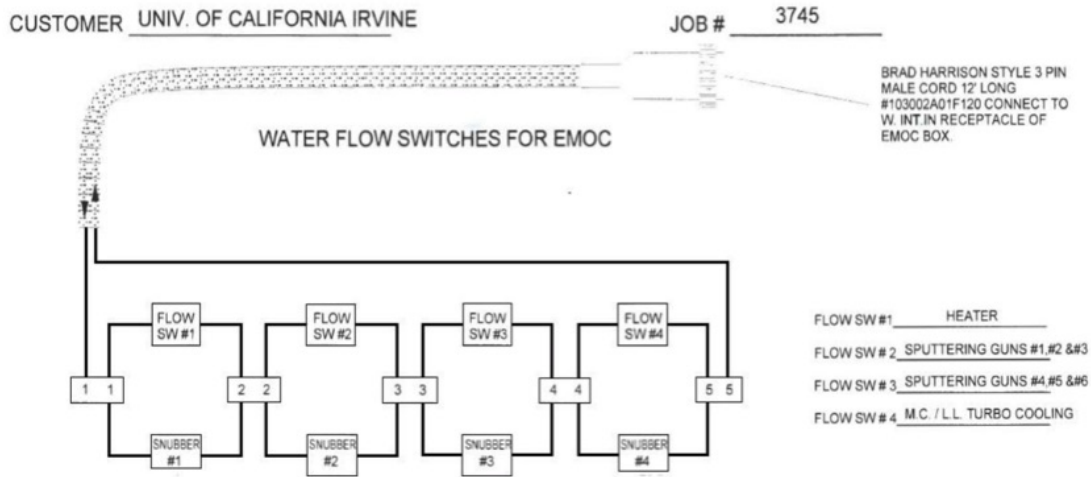 CUSTOMER UNIV. OF CALIFORNIA IRVINE JOB # 3745
BRAD HARRISON STYLE 3 PIN
MALE CORD 12' LONG
#103002A01F120 CONNECT TO
W. INT.IN RECEPTACLE OF
EMOC BOX.
WATER FLOW SWITCHES FOR EMOC
FLOW
SW #1
FLOW
SW #2
FLOW
SW #3
FLOW
SW #4
1 1 2 2 3 3 4 4 5 5
SNUBBER
#1
SNUBBER
#2
SNUBBER
#3
SNUBBER
#4
FLOW SW #1 HEATER
FLOW SW # 2 SPUTTERING GUNS #1,#2 &#3
FLOW SW # 3 SPUTTERING GUNS #4,#5 &#6
FLOW SW # 4 M.C. / L.L. TURBO COOLING